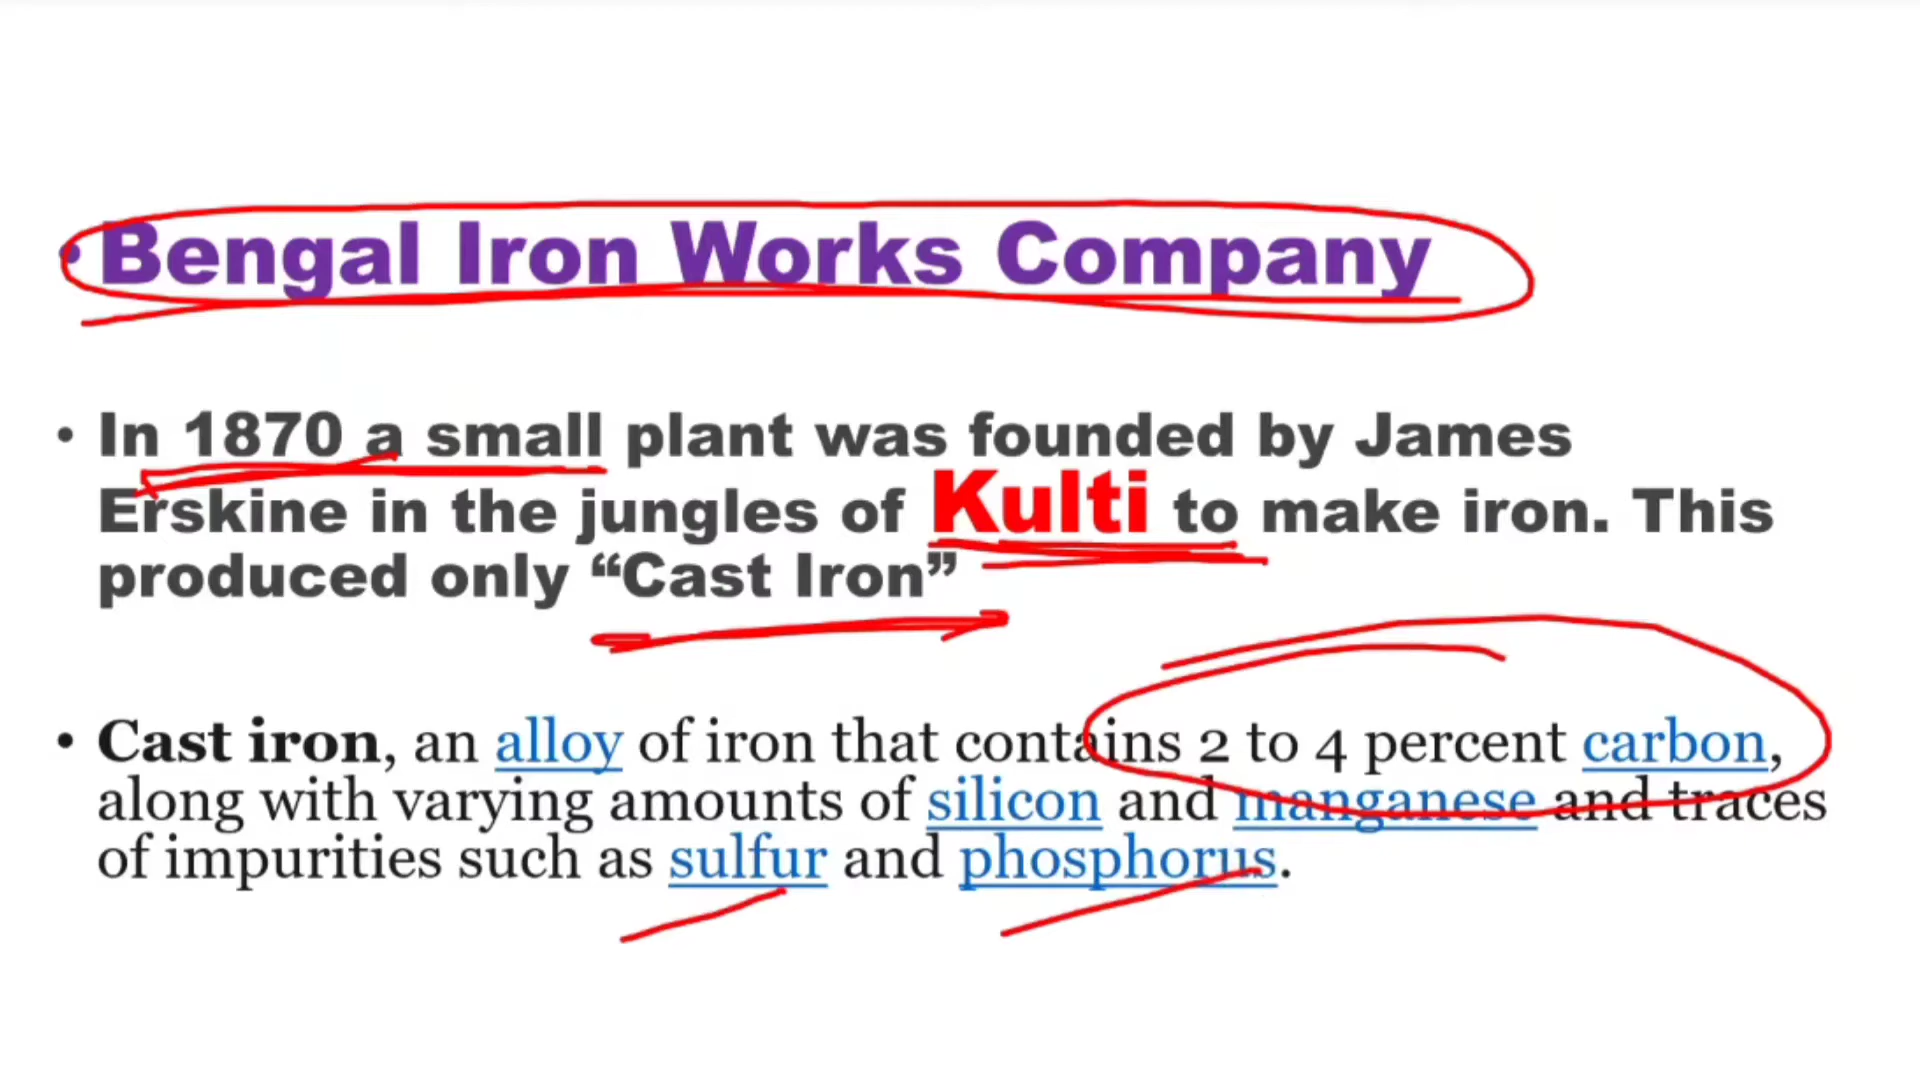 • Bengal Iron Works Company
• In 1870 a small plant was founded by James
Erskine in the jungles of Kulti to make iron. This
produced only “Cast Iron”
• Cast iron, an alloy of iron that contains 2 to 4 percent carbon,
along with varying amounts of silicon and manganese and traces
of impurities such as sulfur and phosphorus.